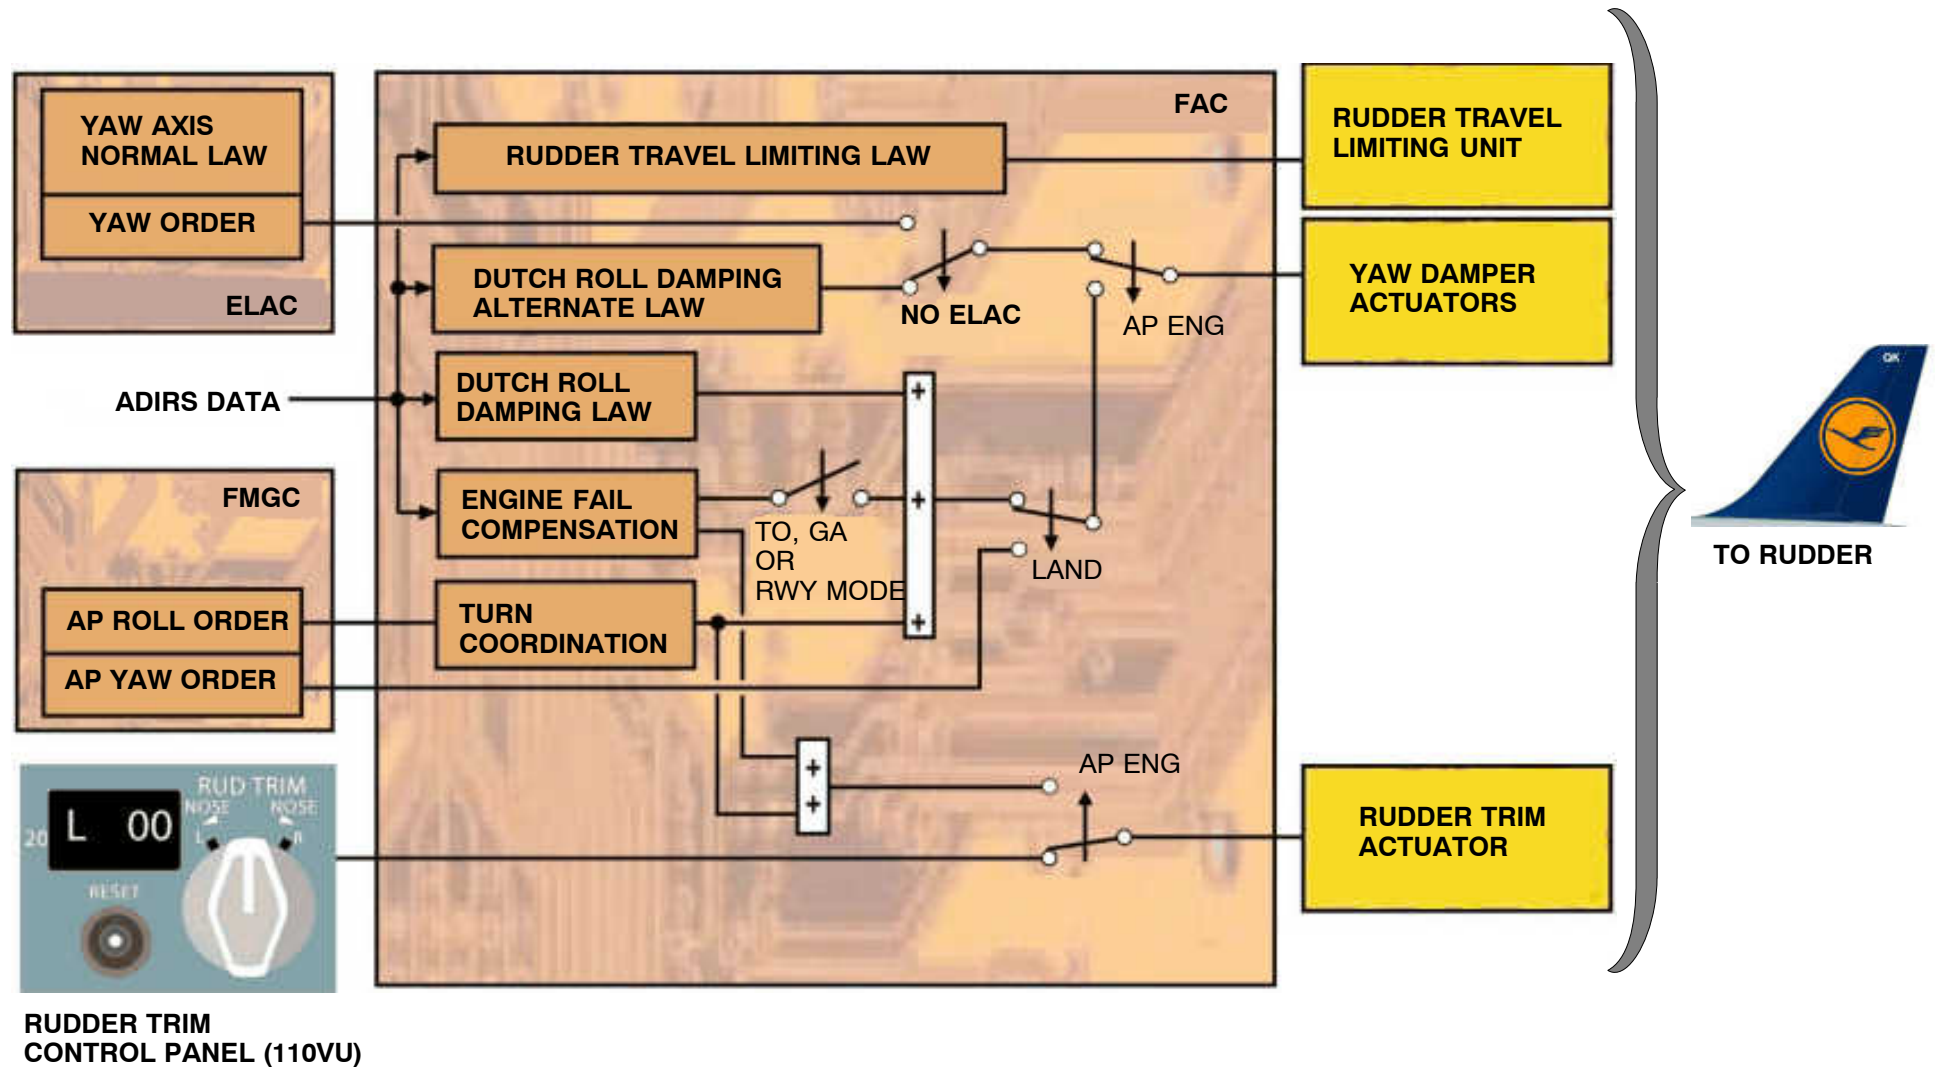 FAC
YAW AXIS
NORMAL LAW
YAW ORDER
ELAC
RUDDER TRAVEL LIMITING LAW
RUDDER TRAVEL
LIMITING UNIT
DUTCH ROLL DAMPING
ALTERNATE LAW
NO ELAC
AP ENG
YAW DAMPER
ACTUATORS
ADIRS DATA
DUTCH ROLL
DAMPING LAW
+
FMGC
ENGINE FAIL
COMPENSATION
+
TO, GA
OR
RWY MODE
LAND
QK
TO RUDDER
AP ROLL ORDER
AP YAW ORDER
TURN
COORDINATION
+
+
+
AP ENG
RUDDER TRIM
ACTUATOR
RUD TRIM
NOSE NOSE
L R
20
L 00
RESET
RUDDER TRIM
CONTROL PANEL (110VU)